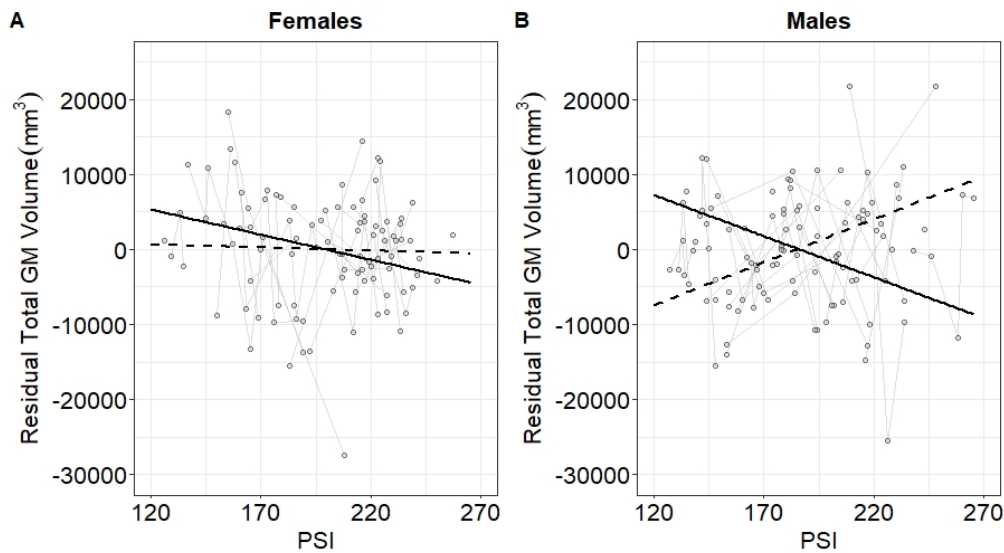 A
Females
B
Males
Residual Total GM Volume(mm³)
20000
10000
0
-10000
-20000
-30000
120
170
220
270
PSI
Residual Total GM Volume(mm³)
20000
10000
0
-10000
-20000
-30000
120
170
220
270
PSI